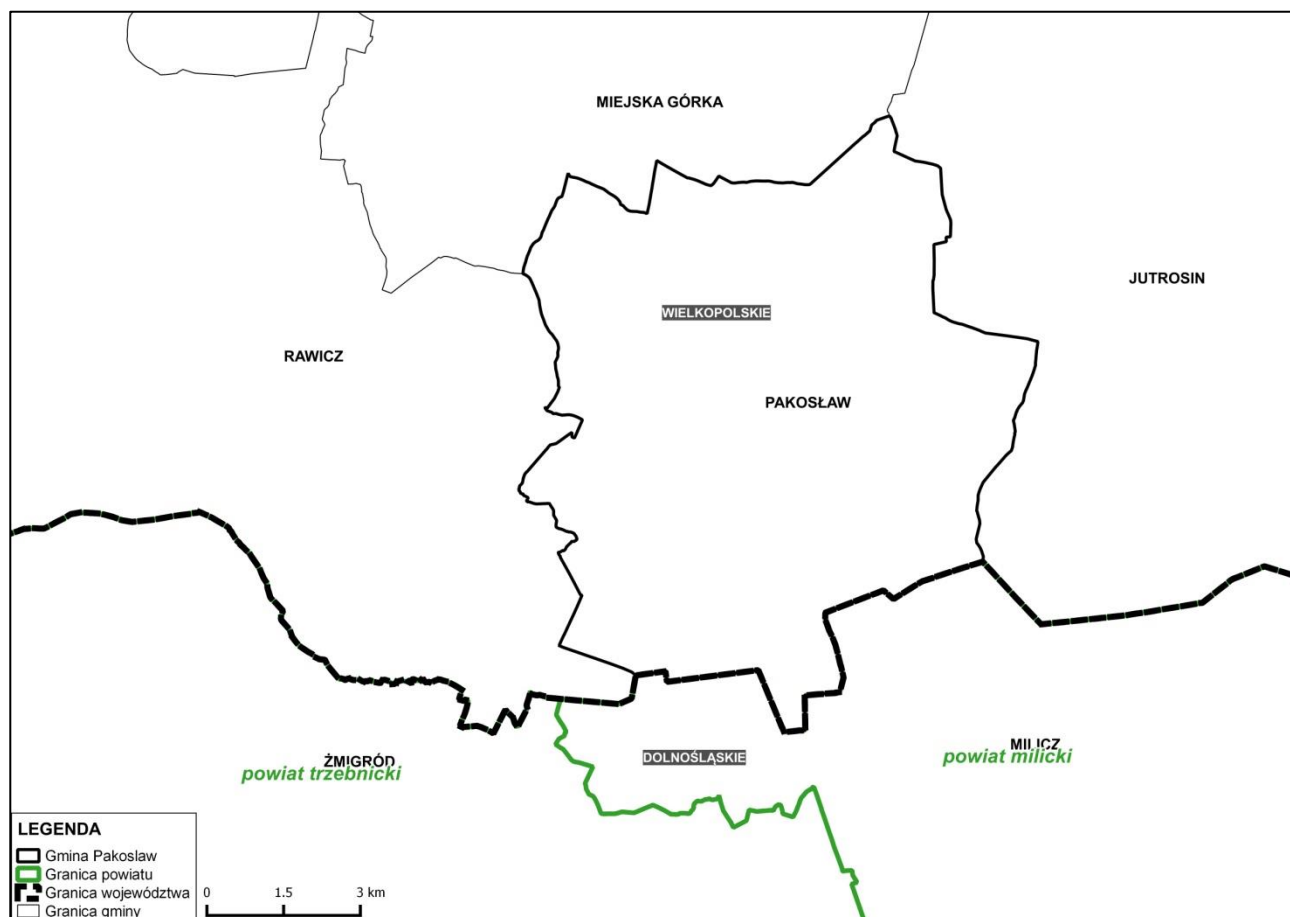 MIEJSKA GÓRKA
JUTROSIN
WIELKOPOLSKIE
RAWICZ
PAKOSŁAW
MILICZ
powiat milicki
DOLNOŚLĄSKIE
ŻMIGRÓD
powiat trzebnicki
LEGENDA
Gmina Pakoslaw
Granica powiatu
Granica województwa
Granica gminy
0 1.5 3 km